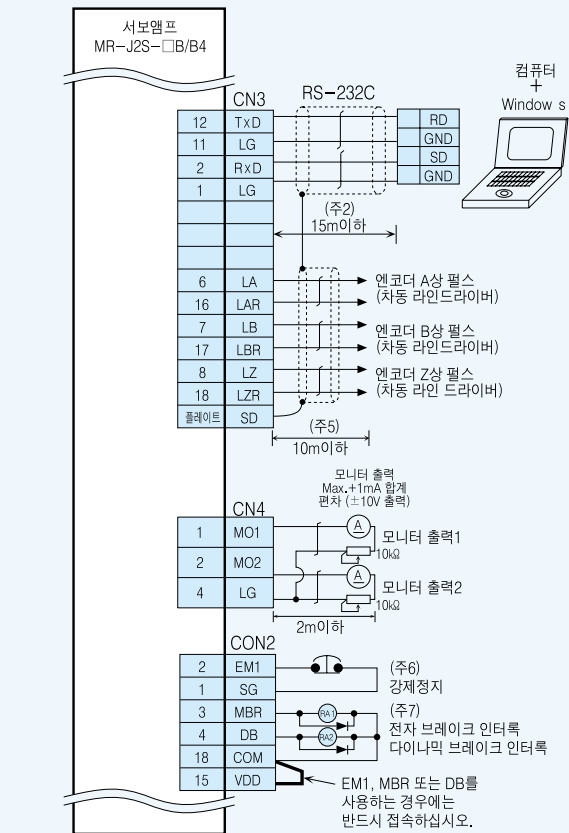 서보앰프
MR-J2S-□B/B4
컴퓨터
+
Window s
CN3
RS-232C
12 TxD RD
11 LG GND
2 RxD SD
1 LG GND
(주2)
15m이하
6 LA 엔코더 A상 펄스
16 LAR (차동 라인드라이버)
7 LB 엔코더 B상 펄스
17 LBR (차동 라인드라이버)
8 LZ 엔코더 Z상 펄스
18 LZR (차동 라인 드라이버)
플레이트 SD
(주5)
10m이하
모니터 출력
Max.+1mA 합계
편차 (±10V 출력)
CN4
1 MO1 A 모니터 출력1
10kΩ
2 MO2 A
4 LG 모니터 출력2
10kΩ
2m이하
CON2
2 EM1 (주6)
1 SG 강제정지
3 MBR RA1 (주7)
전자 브레이크 인터록
4 DB RA2 다이나믹 브레이크 인터록
18 COM
15 VDD
EM1, MBR 또는 DB를
사용하는 경우에는
반드시 접속하십시오.